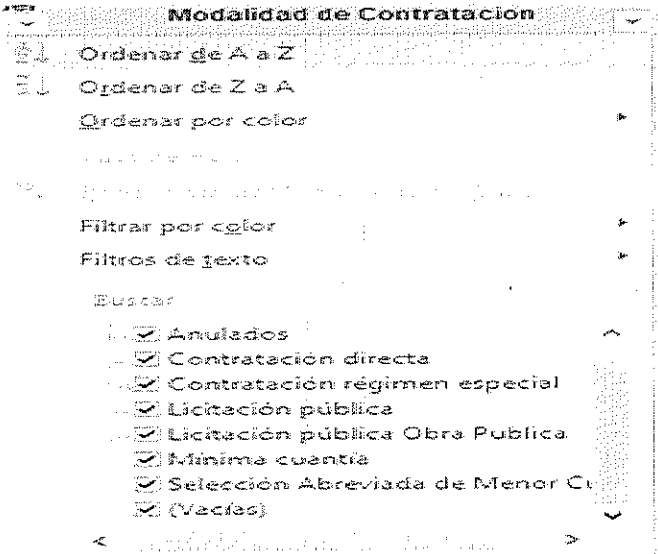 Modalidad de Contratación
Ordenar de A a Z
Ordenar de Z a A
Ordenar por color
Filtrar por color
Filtros de texto
Buscar
Anulados
Contratación directa
Contratación régimen especial
Licitación pública
Licitación pública Obra Publica
Mínima cuantía
Selección Abreviada de Menor Cu
(Vacías)